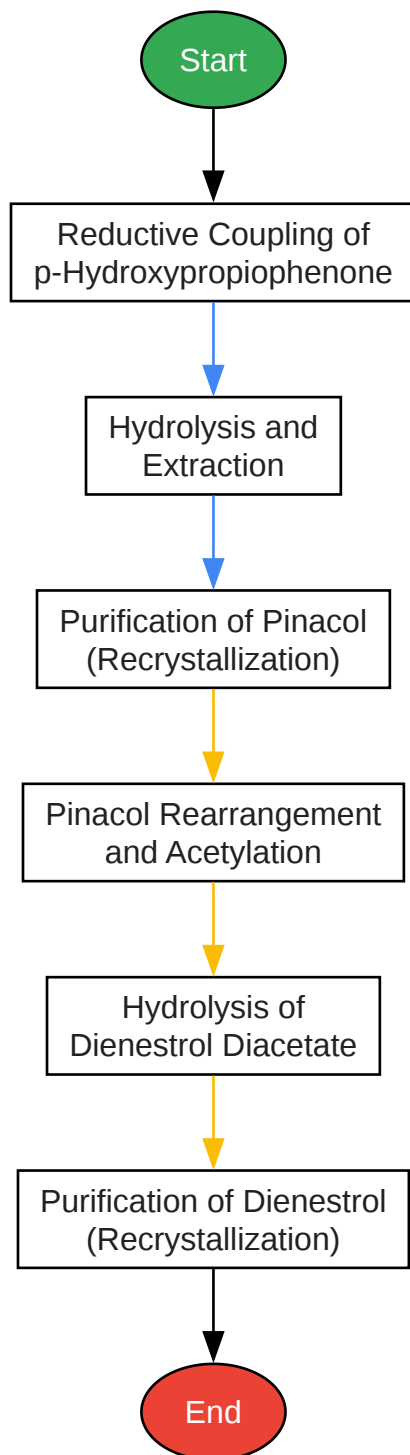 Start
Reductive Coupling of
p-Hydroxypropiophenone
Hydrolysis and
Extraction
Purification of Pinacol
(Recrystallization)
Pinacol Rearrangement
and Acetylation
Hydrolysis of
Dienestrol Diacetate
Purification of Dienestrol
(Recrystallization)
End